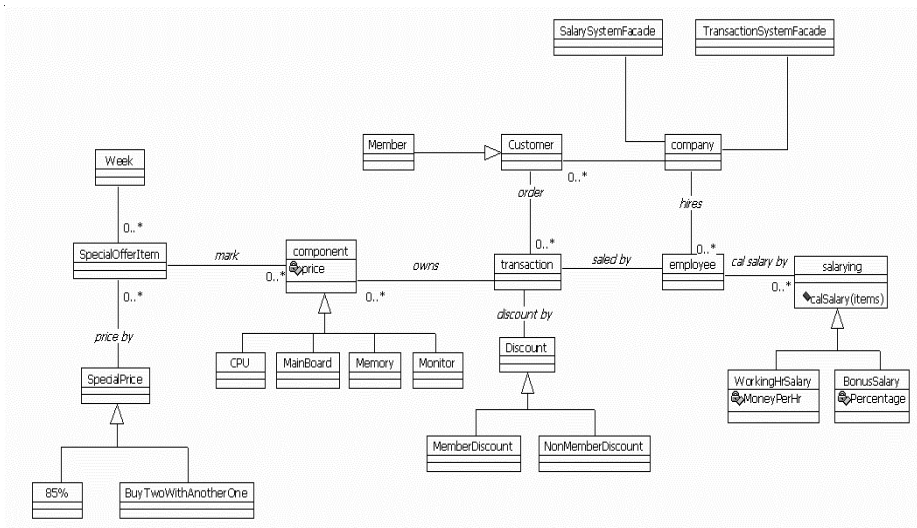 SalarySystemFacade
TransactionSystemFacade
Member
Customer
company
0..*
order
hires
Week
0..*
SpecialOfferItem
mark
0..*
component
price
owns
0..*
0..*
transaction
saled by
0..*
employee
cal salary by
0..*
salarying
calSalary(items)
0..*
price by
discount by
SpecialPrice
CPU
MainBoard
Memory
Monitor
Discount
WorkingHrSalary
MoneyPerHr
BonusSalary
Percentage
MemberDiscount
NonMemberDiscount
85%
BuyTwoWithAnotherOne